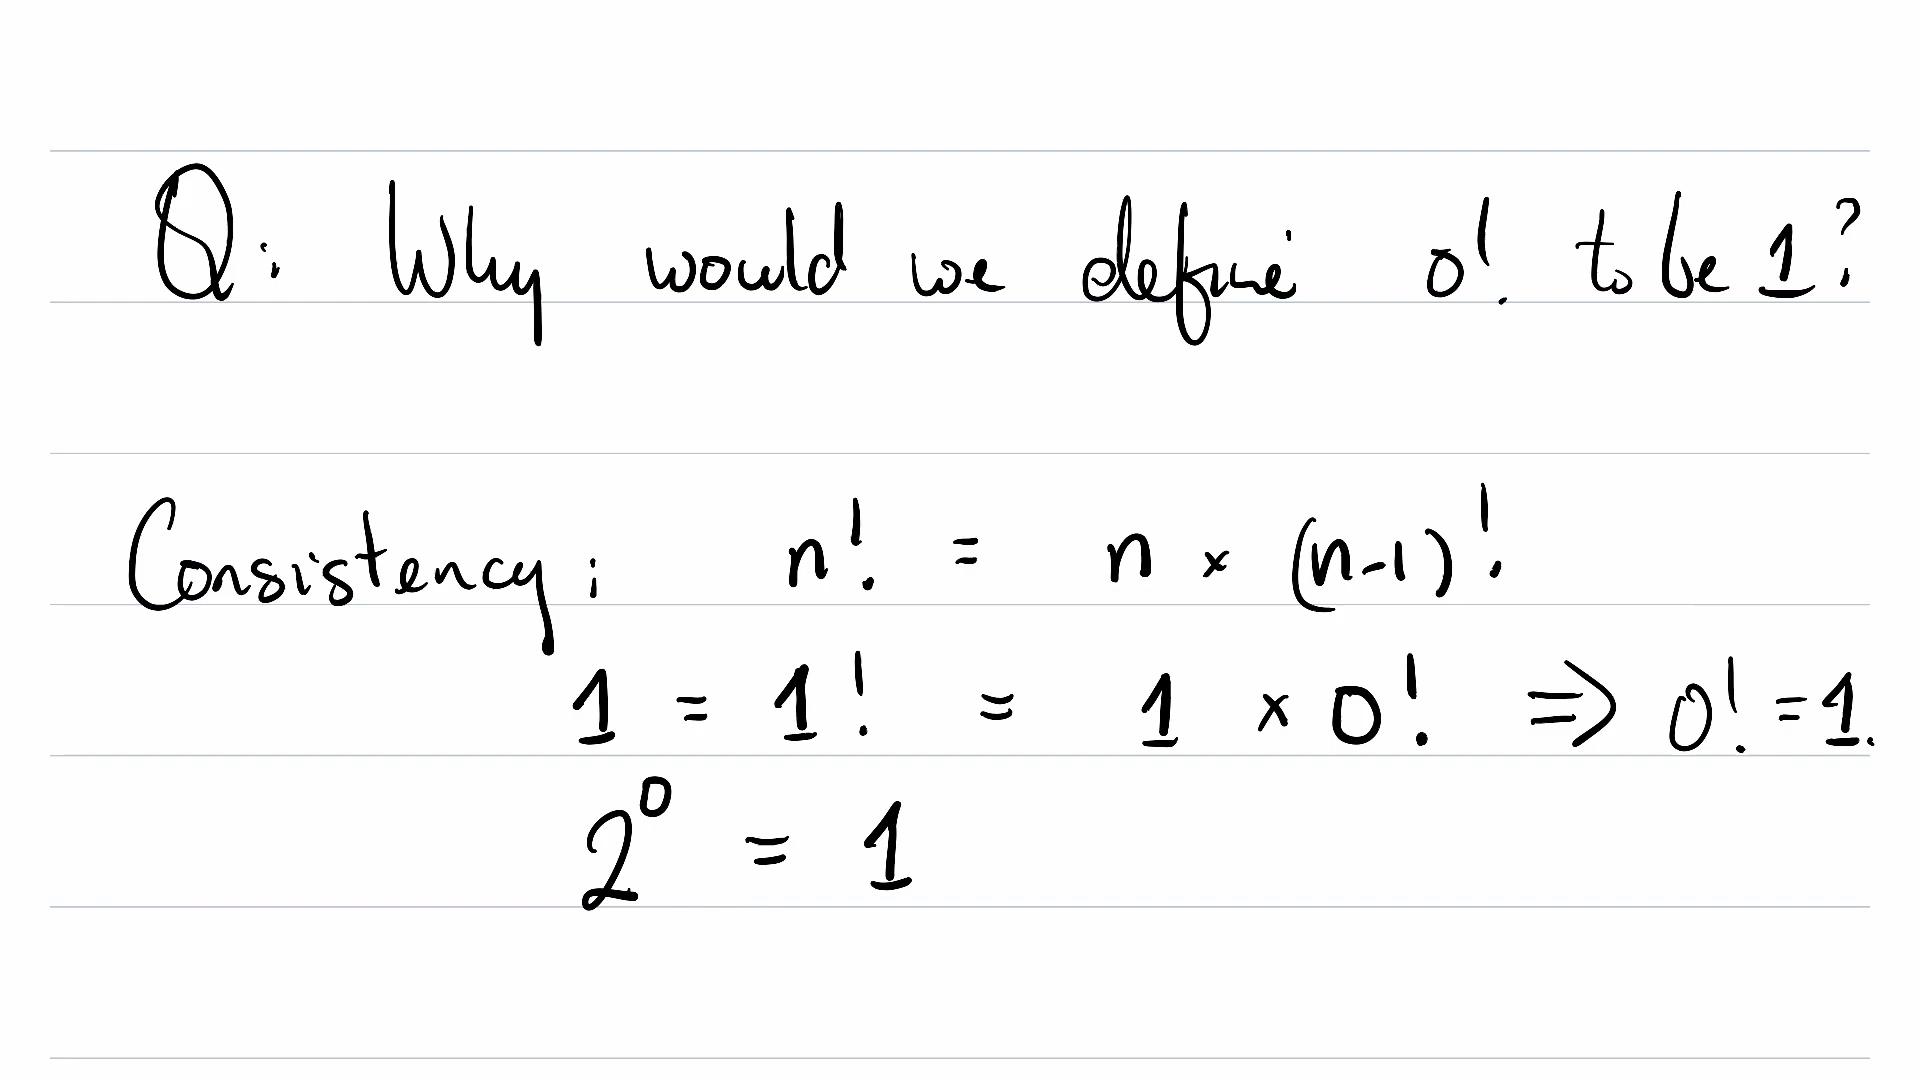 Q: Why would we define 0! to be 1?
Consistency: n! = n × (n-1)!
1 = 1! = 1 × 0! ⇒ 0! = 1.
2⁰ = 1